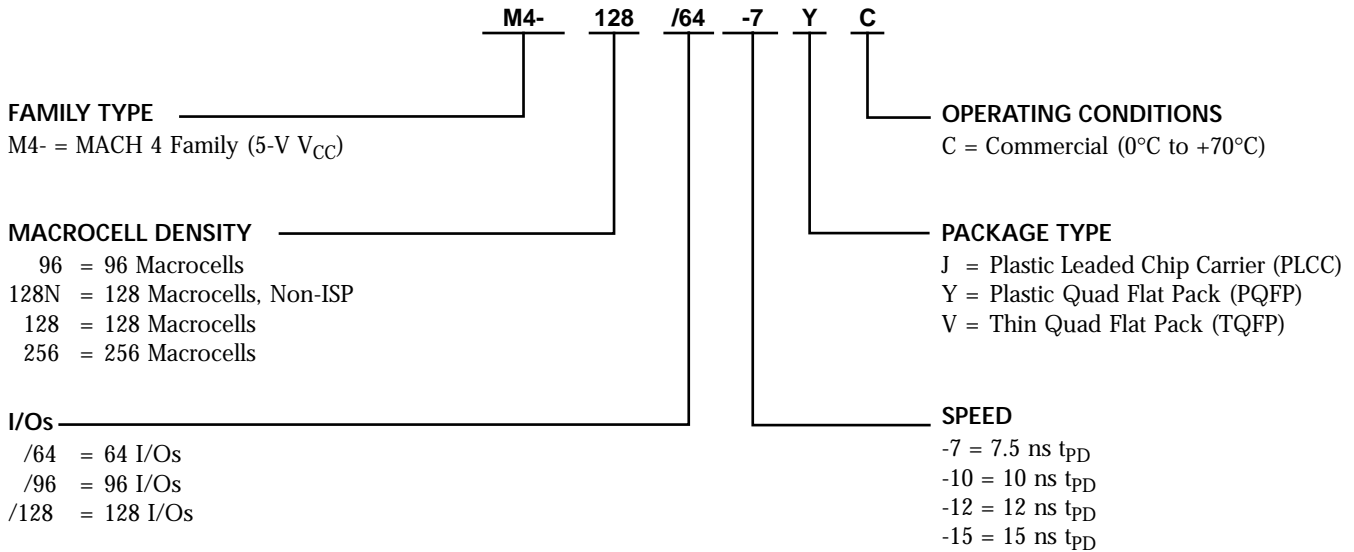 M4- 128 /64 -7 Y C
FAMILY TYPE
M4- = MACH 4 Family (5-V VCC)
MACROCELL DENSITY
96 = 96 Macrocells
128N = 128 Macrocells, Non-ISP
128 = 128 Macrocells
256 = 256 Macrocells
I/Os
/64 = 64 I/Os
/96 = 96 I/Os
/128 = 128 I/Os
OPERATING CONDITIONS
C = Commercial (0°C to +70°C)
PACKAGE TYPE
J = Plastic Leaded Chip Carrier (PLCC)
Y = Plastic Quad Flat Pack (PQFP)
V = Thin Quad Flat Pack (TQFP)
SPEED
-7 = 7.5 ns tPD
-10 = 10 ns tPD
-12 = 12 ns tPD
-15 = 15 ns tPD